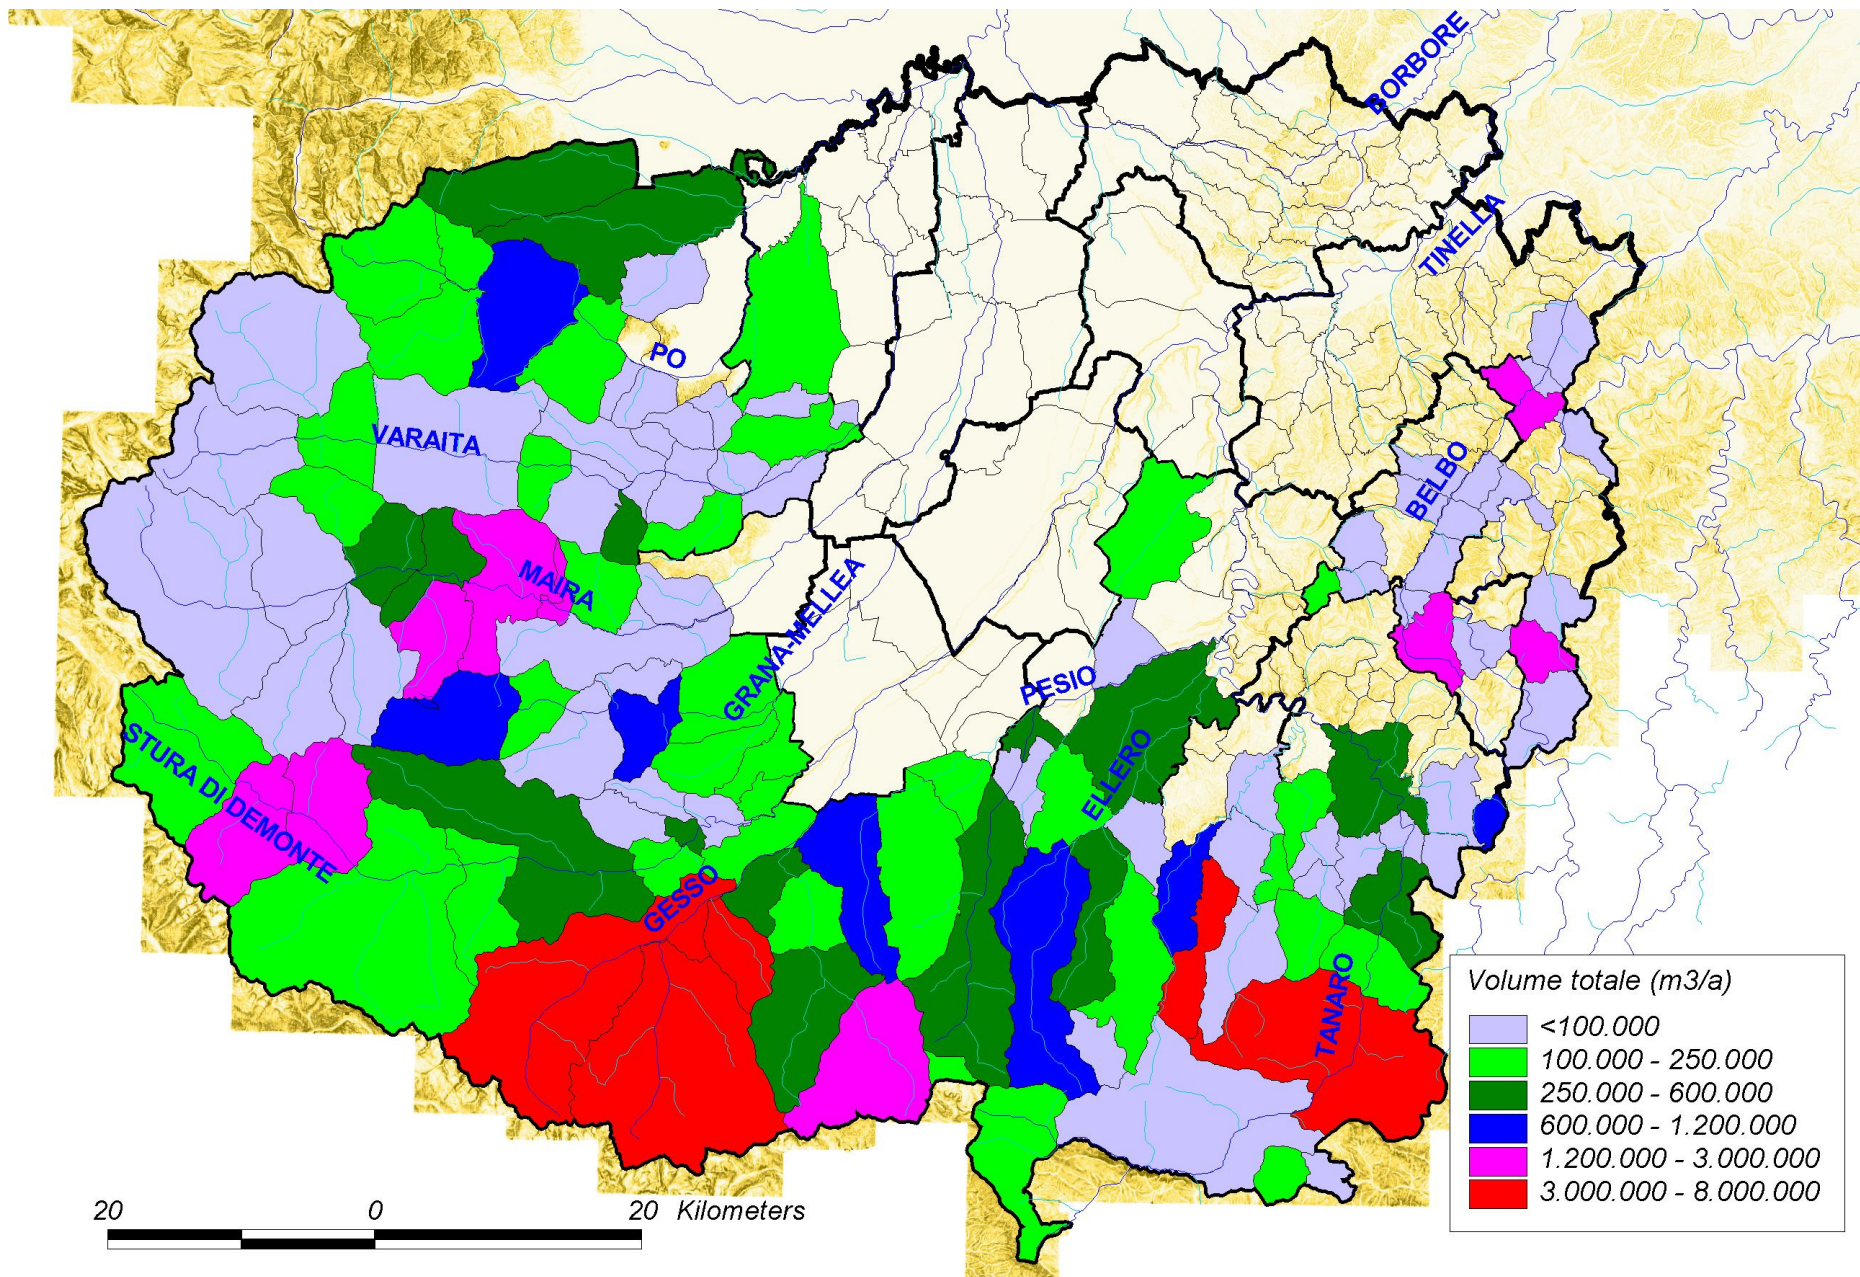 BORBORE
TINELLA
PO
VARAITA
BELBO
MAIRA
GRANA-MELLEA
PESIO
STURA DI DEMONTE
ELLERO
GESSO
TANARO
Volume totale (m3/a)
<100.000
100.000 - 250.000
250.000 - 600.000
600.000 - 1.200.000
1.200.000 - 3.000.000
3.000.000 - 8.000.000
20 0 20 Kilometers